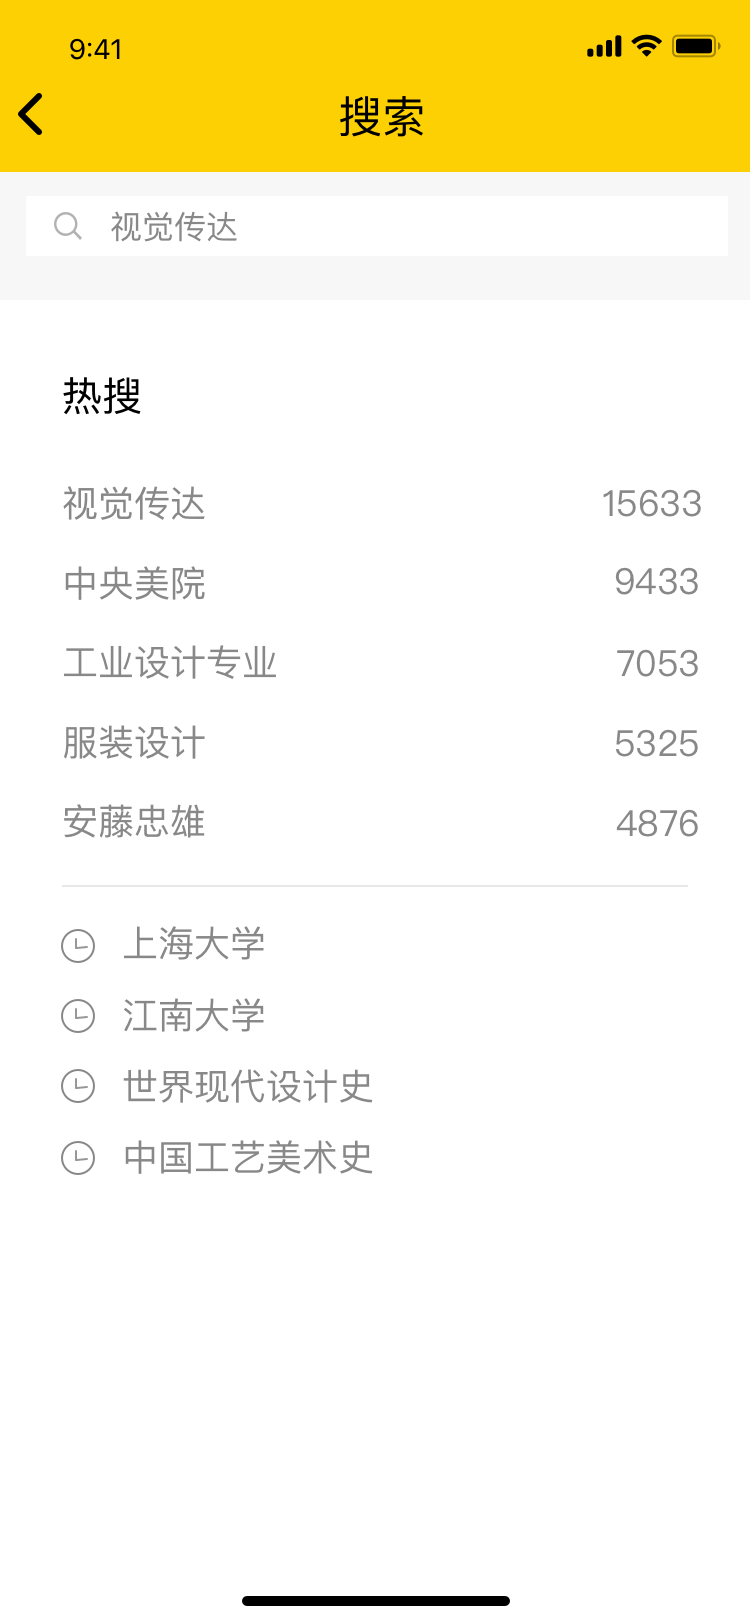 9:41
搜索
视觉传达
热搜
视觉传达 15633
中央美院 9433
工业设计专业 7053
服装设计 5325
安藤忠雄 4876
上海大学
江南大学
世界现代设计史
中国工艺美术史